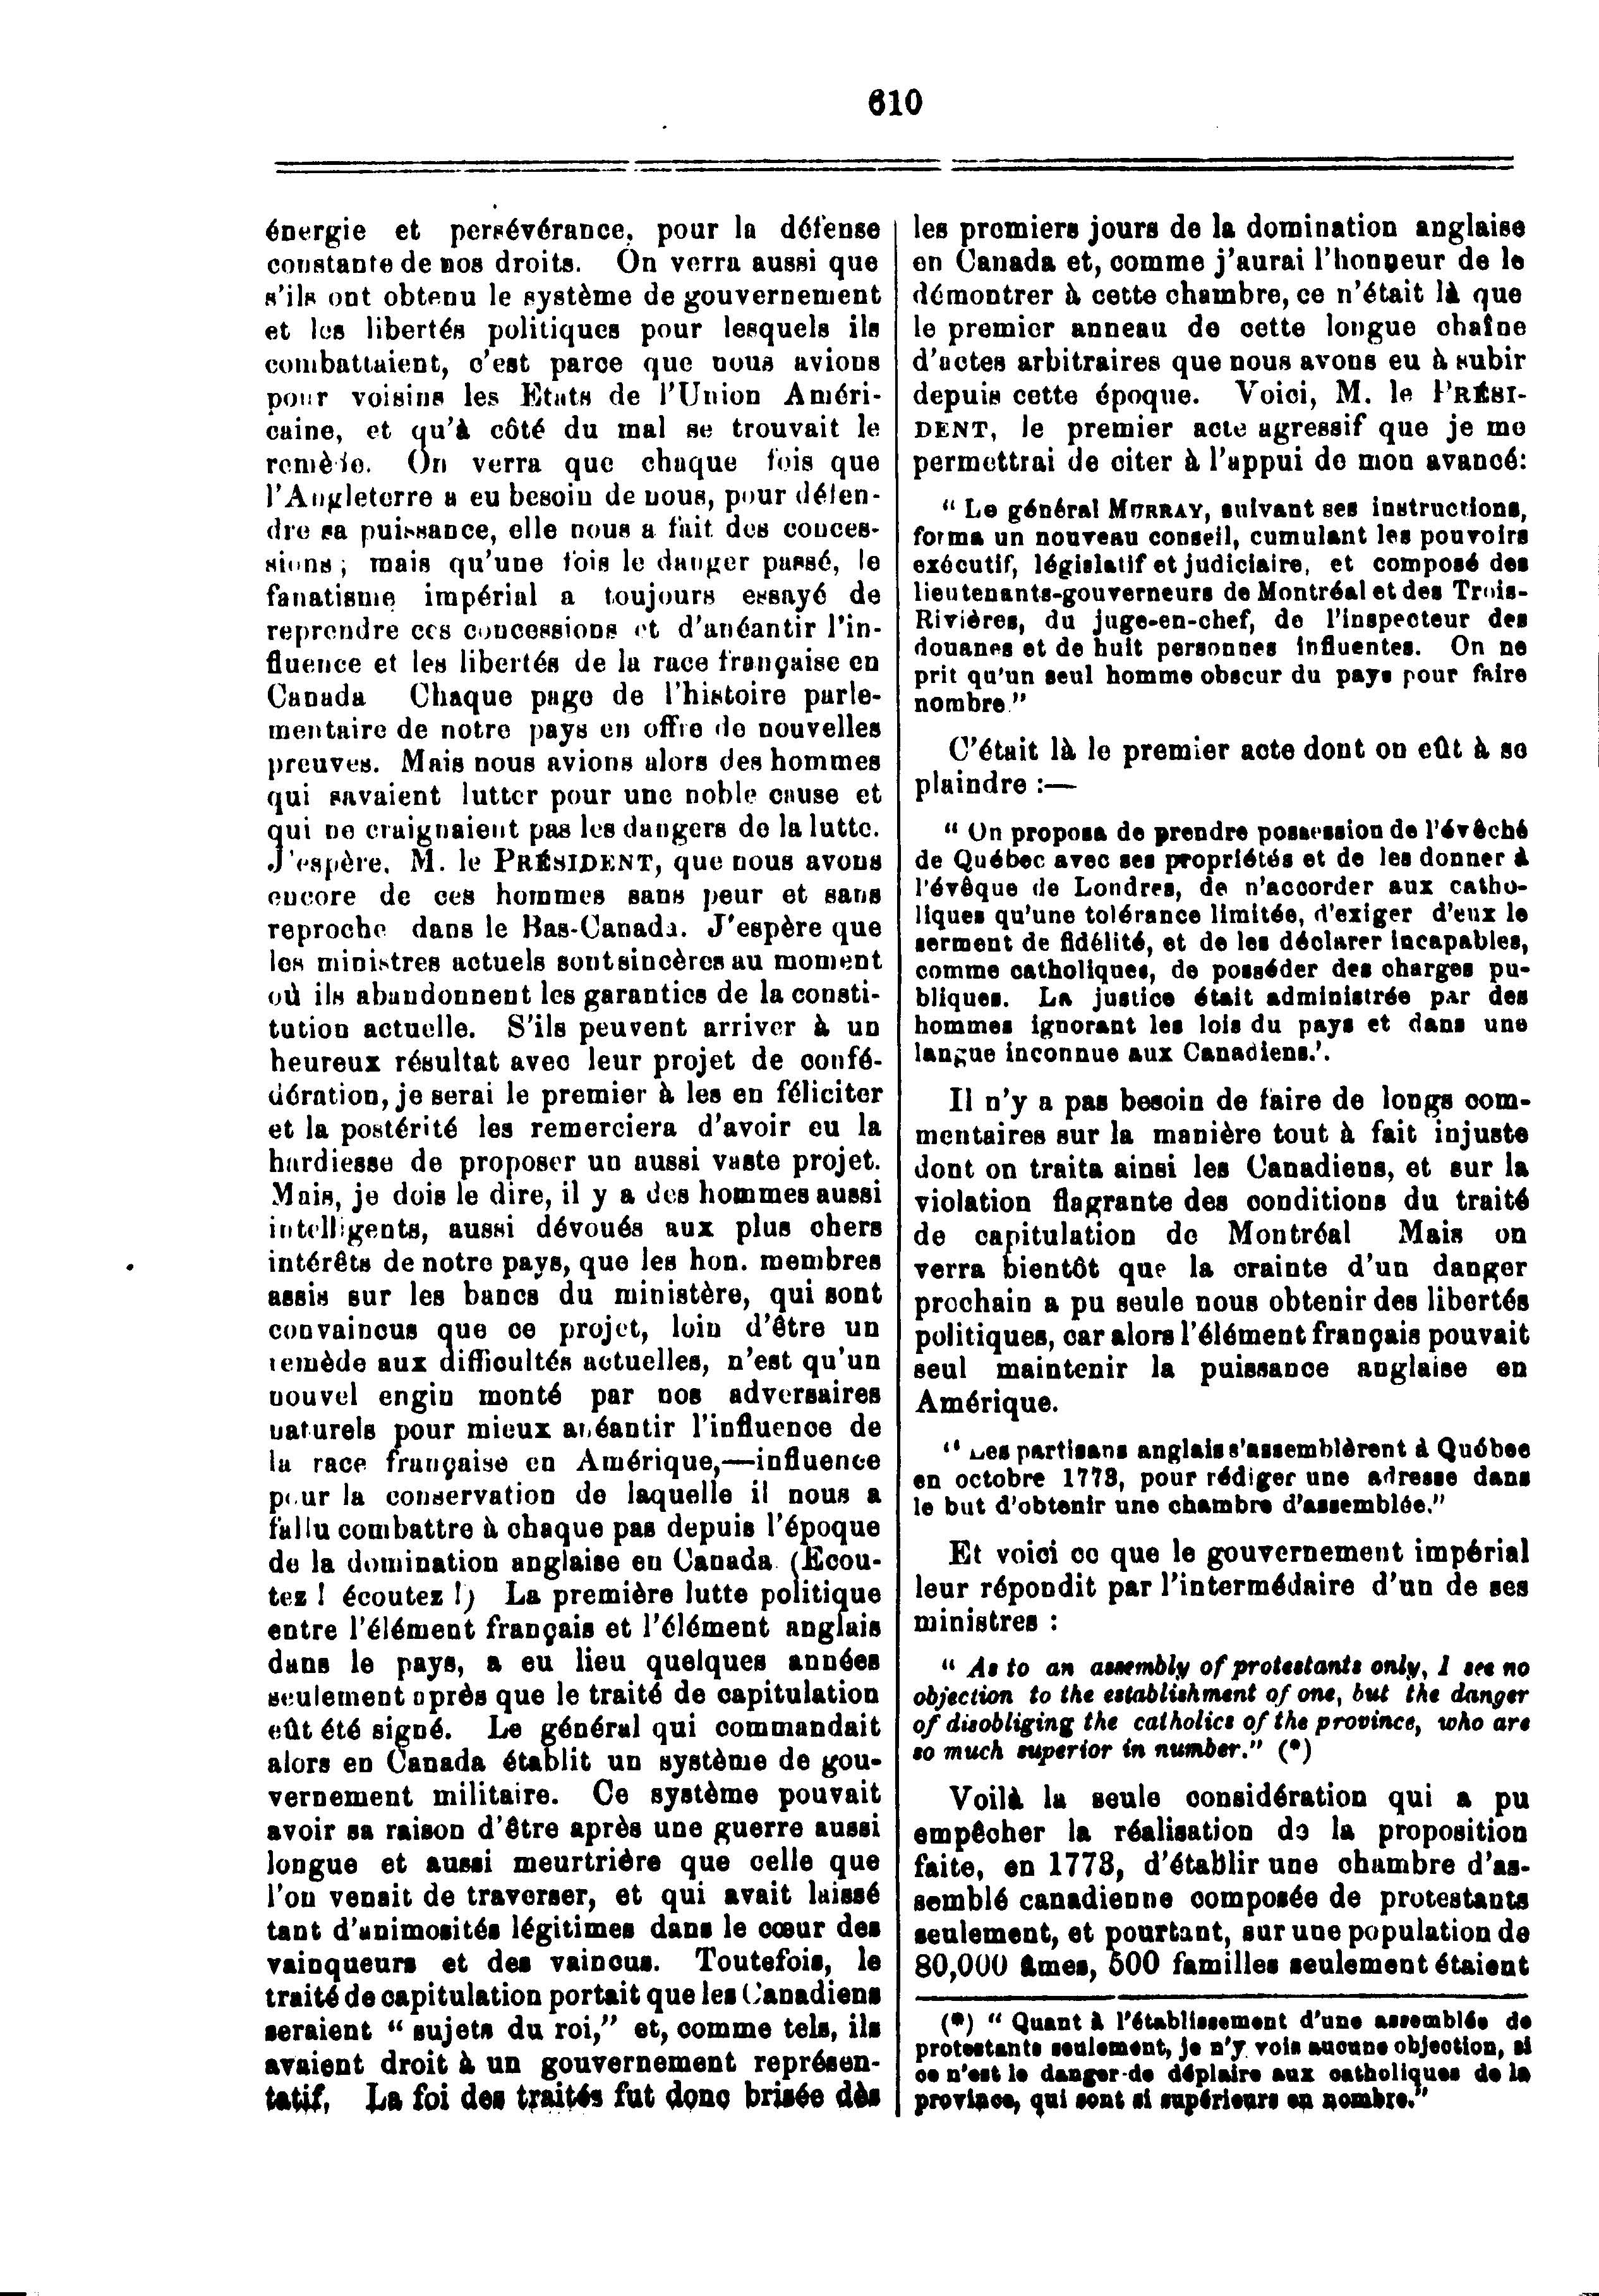 610
énergie et persévérance, pour la défense
constante de nos droits. On verra aussi que
s'ils ont obtenu le système de gouvernement
et les libertés politiques pour lesquels ils
combattaient, c'est parce que nous avions
pour voisins les Etats de l'Union Améri-
caine, et qu'à côté du mal se trouvait le
remède. On verra que chaque fois que
l'Angleterre a eu besoin de nous, pour défen-
dre sa puissance, elle nous a fait des conces-
sions ; mais qu'une fois le danger passé, le
fanatisme impérial a toujours essayé de
reprendre ces concessions et d'anéantir l'in-
fluence et les libertés de la race française en
Canada Chaque page de l'histoire parle-
mentaire de notre pays en offre de nouvelles
preuves. Mais nous avions alors des hommes
qui savaient lutter pour une noble cause et
qui ne craignaient pas les dangers de la lutte.
J'espère, M. le PRÉSIDENT, que nous avons
encore de ces hommes sans peur et sans
reproche dans le Bas-Canada. J'espère que
les ministres actuels sont sincères au moment
où ils abandonnent les garanties de la consti-
tution actuelle. S'ils peuvent arriver à un
heureux résultat avec leur projet de confé-
dération, je serai le premier à les en féliciter
et la postérité les remerciera d'avoir eu la
hardiesse de proposer un aussi vaste projet.
Mais, je dois le dire, il y a des hommes aussi
intelligents, aussi dévoués aux plus chers
intérêts de notre pays, que les hon. membres
assis sur les bancs du ministère, qui sont
convaincus que ce projet, loin d'être un
remède aux difficultés actuelles, n'est qu'un
nouvel engin monté par nos adversaires
naturels pour mieux anéantir l'influence de
la race française en Amérique,—influence
pour la conservation de laquelle il nous a
fallu combattre à chaque pas depuis l'époque
de la domination anglaise en Canada. (Ecou-
tez ! écoutez !) La première lutte politique
entre l'élément français et l'élément anglais
dans le pays, a eu lieu quelques années
seulement après que le traité de capitulation
eût été signé. Le général qui commandait
alors en Canada établit un système de gou-
vernement militaire. Ce système pouvait
avoir sa raison d'être après une guerre aussi
longue et aussi meurtrière que celle que
l'on venait de traverser, et qui avait laissé
tant d'animosités légitimes dans le cœur des
vainqueurs et des vaincus. Toutefois, le
traité de capitulation portait que les Canadiens
seraient " sujets du roi," et, comme tels, ils
avaient droit à un gouvernement représen-
tatif. La foi des traités fut donc brisée dès
les premiers jours de la domination anglaise
en Canada et, comme j'aurai l'honneur de le
démontrer à cette chambre, ce n'était là que
le premier anneau de cette longue chaîne
d'actes arbitraires que nous avons eu à subir
depuis cette époque. Voici, M. le PRÉSI-
DENT, le premier acte agressif que je me
permettrai de citer à l'appui de mon avancé:
" Le général MURRAY, suivant ses instructions,
forma un nouveau conseil, cumulant les pouvoirs
exécutif, législatif et judiciaire, et composé des
lieutenants-gouverneurs de Montréal et des Trois-
Rivières, du juge-en-chef, de l'inspecteur des
douanes et de huit personnes influentes. On ne
prit qu'un seul homme obscur du pays pour faire
nombre."
C'était là le premier acte dont on eût à se
plaindre :—
" On proposa de prendre possession de l'évêché
de Québec avec ses propriétés et de les donner à
l'évêque de Londres, de n'accorder aux catho-
liques qu'une tolérance limitée, d'exiger d'eux le
serment de fidélité, et de les déclarer incapables,
comme catholiques, de posséder des charges pu-
bliques. La justice était administrée par des
hommes ignorant les lois du pays et dans une
langue inconnue aux Canadiens.'.
Il n'y a pas besoin de faire de longs com-
mentaires sur la manière tout à fait injuste
dont on traita ainsi les Canadiens, et sur la
violation flagrante des conditions du traité
de capitulation de Montréal Mais on
verra bientôt que la crainte d'un danger
prochain a pu seule nous obtenir des libertés
politiques, car alors l'élément français pouvait
seul maintenir la puissance anglaise en
Amérique.
" Les partisans anglais s'assemblèrent à Québec
en octobre 1773, pour rédiger une adresse dans
le but d'obtenir une chambre d'assemblée."
Et voici ce que le gouvernement impérial
leur répondit par l'intermédaire d'un de ses
ministres :
" As to an assembly of protestants only, I see no
objection to the establishment of one, but the danger
of disobliging the catholics of the province, who are
so much superior in number." (*)
Voilà la seule considération qui a pu
empêcher la réalisation de la proposition
faite, en 1773, d'établir une chambre d'as-
semblé canadienne composée de protestants
seulement, et pourtant, sur une population de
80,000 âmes, 500 familles seulement étaient
(*) " Quant à l'établissement d'une assemblée de
protestants seulement, je n'y vois aucune objection, si
ce n'est le danger de déplaire aux catholiques de la
province, qui sont si supérieurs en nombre."